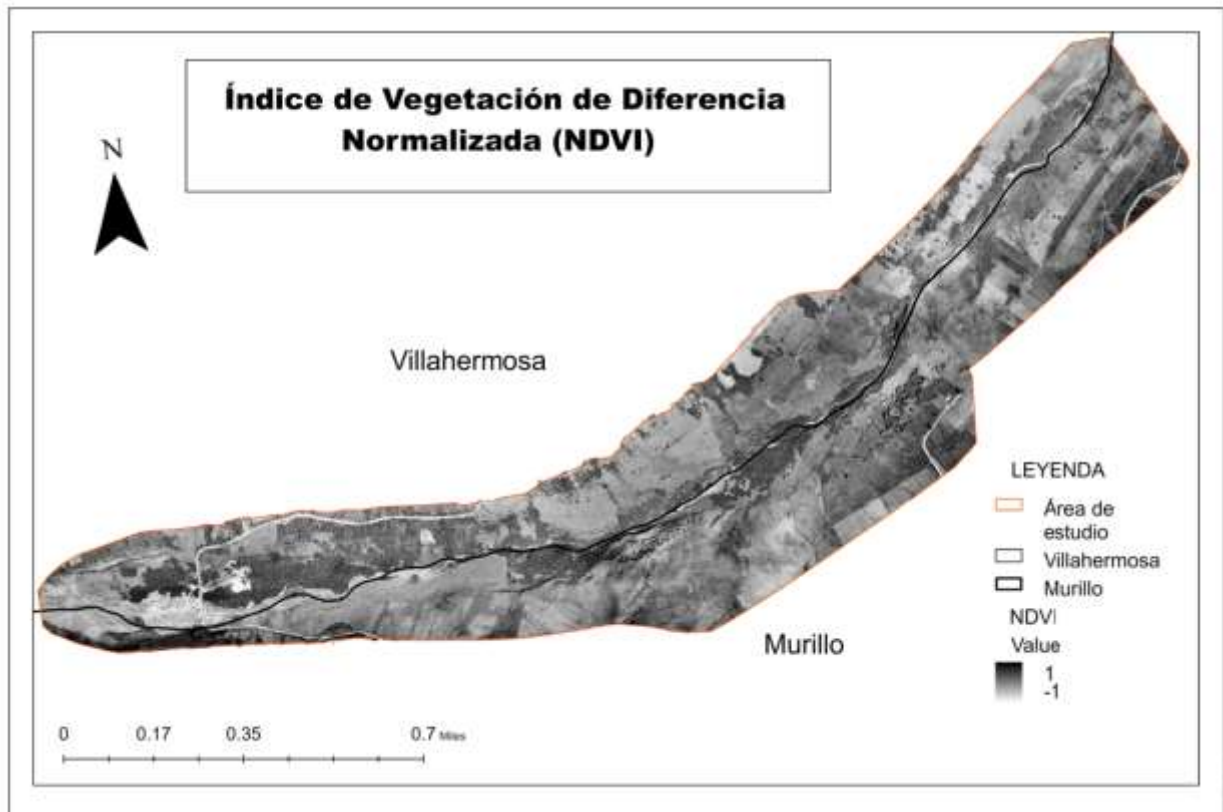 Índice de Vegetación de Diferencia
Normalizada (NDVI)
N
Villahermosa
Murillo
LEYENDA
Área de
estudio
Villahermosa
Murillo
NDVI
Value
1
-1
0 0.17 0.35 0.7 Miles